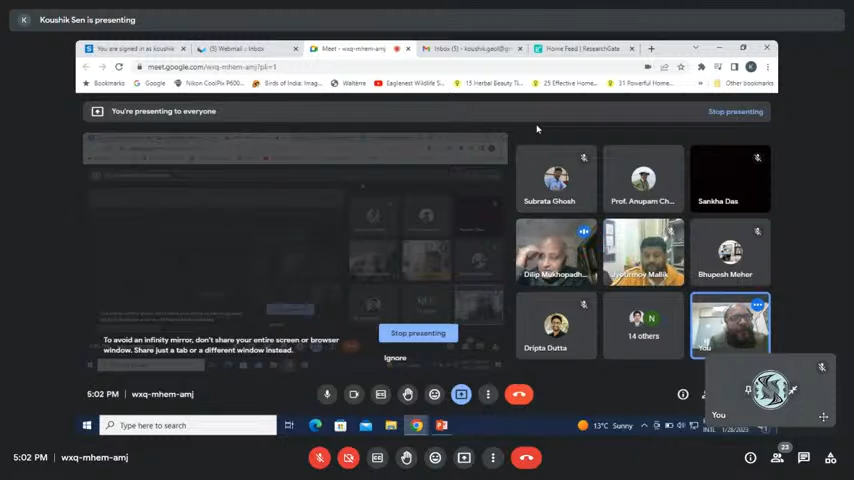 K Koushik Sen is presenting
You are signed in as koushik
Webmail :: Inbox
Meet - wxq-mhem-amj
Inbox (5) - koushik.geol@g
Home Feed | ResearchGate
meet.google.com/wxq-mhem-amj?pli=1
Bookmarks
Google
Nikon CoolPix P600...
Birds of India: Imag...
Walterre
Eaglenest Wildlife S...
15 Herbal Beauty Ti...
25 Effective Home...
31 Powerful Home...
Other bookmarks
You're presenting to everyone
Stop presenting
Subrata Ghosh
Prof. Anupam Ch...
Sankha Das
Dilip Mukhopadh...
Jyotirmoy Mallik
Bhupesh Meher
N
Dripta Dutta
14 others
You
To avoid an infinity mirror, don't share your entire screen or browser
window. Share just a tab or a different window instead.
Stop presenting
Ignore
You
5:02 PM wxq-mhem-amj
Type here to search
13°C Sunny
1/28/2023
5:02 PM wxq-mhem-amj
23